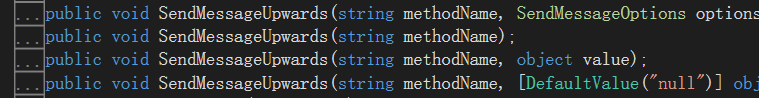 ...public void SendMessageUpwards(string methodName, SendMessageOptions options
...public void SendMessageUpwards(string methodName);
...public void SendMessageUpwards(string methodName, object value);
...public void SendMessageUpwards(string methodName, [DefaultValue("null")] obj